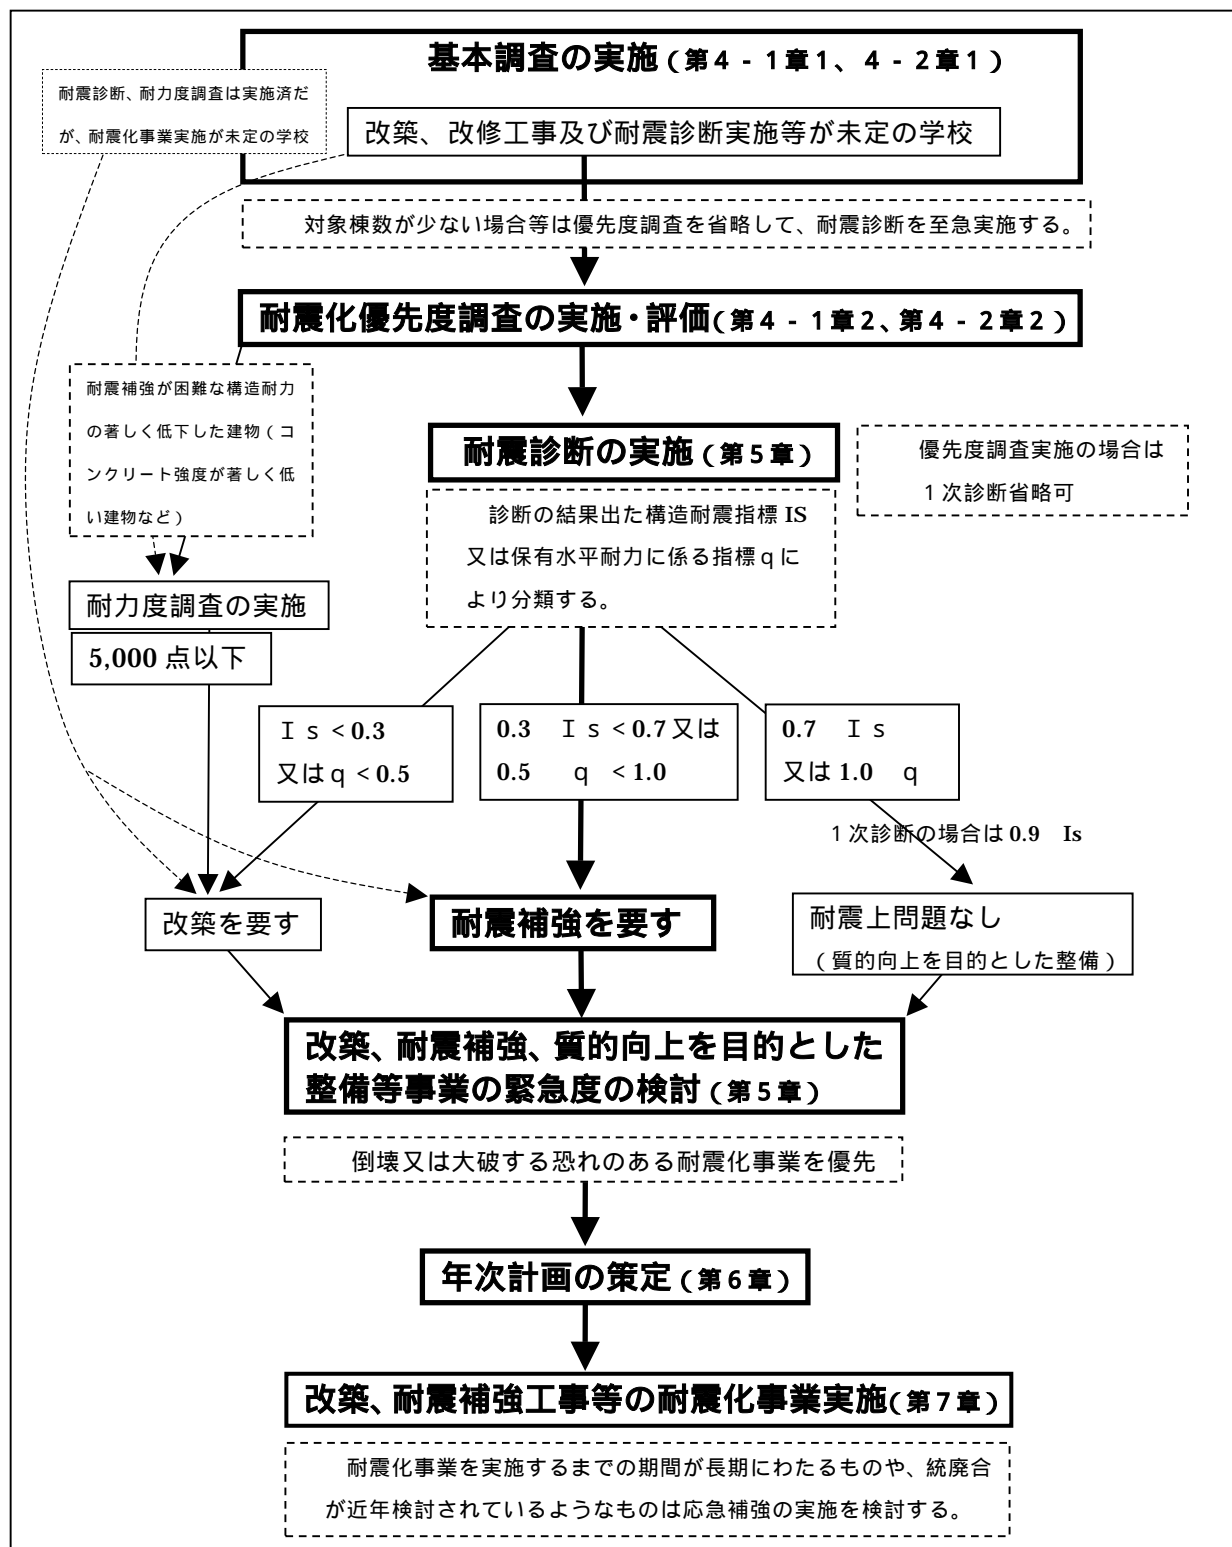 基本調査の実施（第４‐１章１、４‐２章１）
耐震診断、耐力度調査は実施済だ
が、耐震化事業実施が未定の学校
改築、改修工事及び耐震診断実施等が未定の学校
対象棟数が少ない場合等は優先度調査を省略して、耐震診断を至急実施する。
耐震化優先度調査の実施・評価（第４‐１章２、第４‐２章２）
耐震補強が困難な構造耐力
の著しく低下した建物（コ
ンクリート強度が著しく低
い建物など）
耐震診断の実施（第５章）
優先度調査実施の場合は
１次診断省略可
診断の結果出た構造耐震指標 IS
又は保有水平耐力に係る指標ｑに
より分類する。
耐力度調査の実施
5,000 点以下
Ｉｓ＜0.3
又はｑ＜0.5
0.3　Ｉｓ＜0.7 又は
0.5　ｑ　＜1.0
0.7　Ｉｓ
又は 1.0　ｑ
１次診断の場合は 0.9　Is
改築を要す
耐震補強を要す
耐震上問題なし
（質的向上を目的とした整備）
改築、耐震補強、質的向上を目的とした
整備等事業の緊急度の検討（第５章）
倒壊又は大破する恐れのある耐震化事業を優先
年次計画の策定（第６章）
改築、耐震補強工事等の耐震化事業実施（第７章）
耐震化事業を実施するまでの期間が長期にわたるものや、統廃合
が近年検討されているようなものは応急補強の実施を検討する。